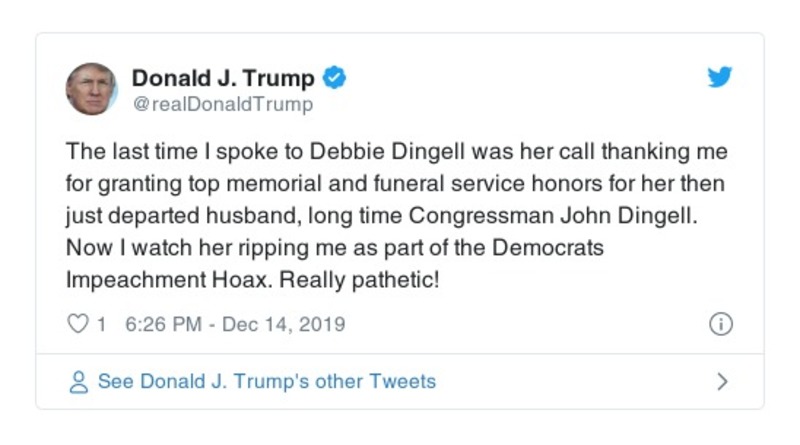 Donald J. Trump
@realDonaldTrump
The last time I spoke to Debbie Dingell was her call thanking me
for granting top memorial and funeral service honors for her then
just departed husband, long time Congressman John Dingell.
Now I watch her ripping me as part of the Democrats
Impeachment Hoax. Really pathetic!
1 6:26 PM - Dec 14, 2019
See Donald J. Trump's other Tweets